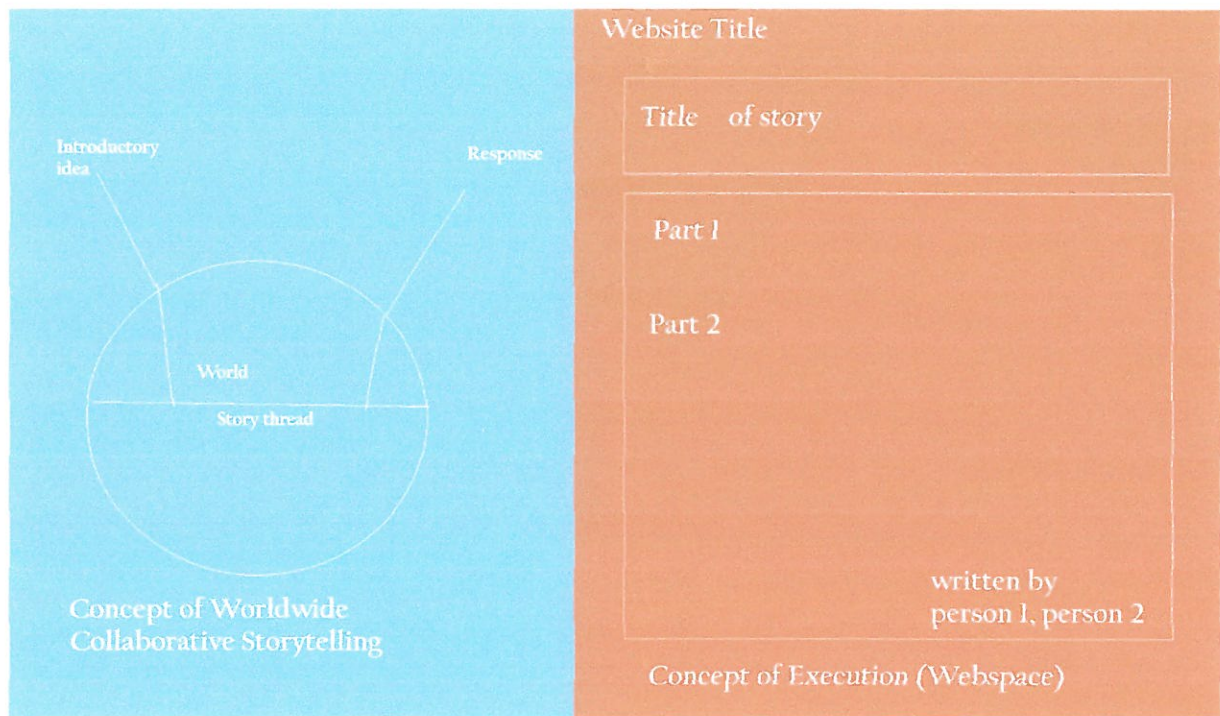 Introductory
idea
Response
World
Story thread
Concept of Worldwide
Collaborative Storytelling
Website Title
Title of story
Part 1
Part 2
written by
person 1, person 2
Concept of Execution (Webspace)